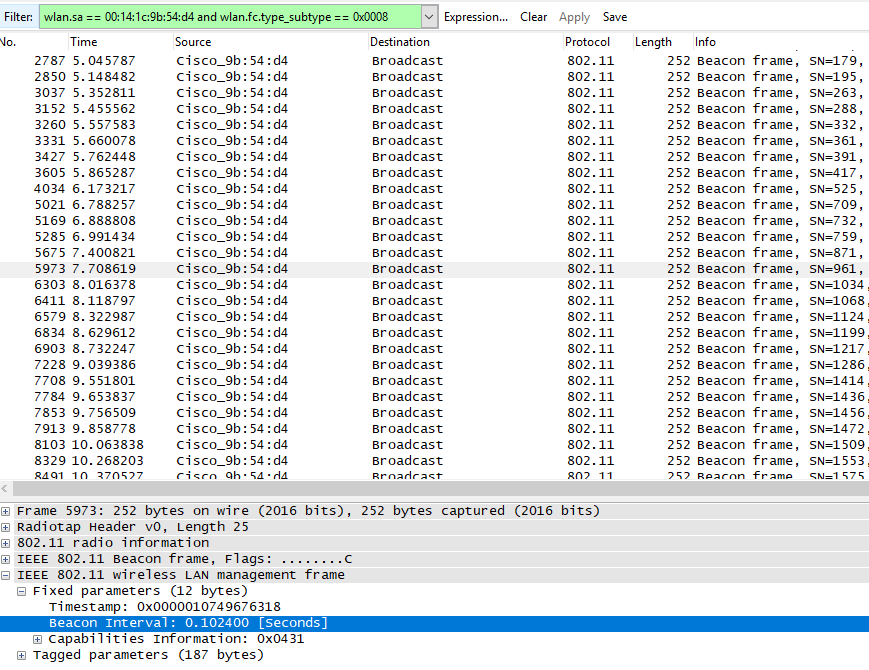 Filter: wlan.sa == 00:14:1c:9b:54:d4 and wlan.fc.type_subtype == 0x0008 Expression... Clear Apply Save
No. Time Source Destination Protocol Length Info
2787 5.045787 Cisco_9b:54:d4 Broadcast 802.11 252 Beacon frame, SN=179,
2850 5.148482 Cisco_9b:54:d4 Broadcast 802.11 252 Beacon frame, SN=195,
3037 5.352811 Cisco_9b:54:d4 Broadcast 802.11 252 Beacon frame, SN=263,
3152 5.455562 Cisco_9b:54:d4 Broadcast 802.11 252 Beacon frame, SN=288,
3260 5.557583 Cisco_9b:54:d4 Broadcast 802.11 252 Beacon frame, SN=332,
3331 5.660078 Cisco_9b:54:d4 Broadcast 802.11 252 Beacon frame, SN=361,
3427 5.762448 Cisco_9b:54:d4 Broadcast 802.11 252 Beacon frame, SN=391,
3605 5.865287 Cisco_9b:54:d4 Broadcast 802.11 252 Beacon frame, SN=417,
4034 6.173217 Cisco_9b:54:d4 Broadcast 802.11 252 Beacon frame, SN=525,
5021 6.788257 Cisco_9b:54:d4 Broadcast 802.11 252 Beacon frame, SN=709,
5169 6.888808 Cisco_9b:54:d4 Broadcast 802.11 252 Beacon frame, SN=732,
5285 6.991434 Cisco_9b:54:d4 Broadcast 802.11 252 Beacon frame, SN=759,
5675 7.400821 Cisco_9b:54:d4 Broadcast 802.11 252 Beacon frame, SN=871,
5973 7.708619 Cisco_9b:54:d4 Broadcast 802.11 252 Beacon frame, SN=961,
6303 8.016378 Cisco_9b:54:d4 Broadcast 802.11 252 Beacon frame, SN=1034,
6411 8.118797 Cisco_9b:54:d4 Broadcast 802.11 252 Beacon frame, SN=1068,
6579 8.322987 Cisco_9b:54:d4 Broadcast 802.11 252 Beacon frame, SN=1124,
6834 8.629612 Cisco_9b:54:d4 Broadcast 802.11 252 Beacon frame, SN=1199,
6903 8.732247 Cisco_9b:54:d4 Broadcast 802.11 252 Beacon frame, SN=1217,
7228 9.039386 Cisco_9b:54:d4 Broadcast 802.11 252 Beacon frame, SN=1286,
7708 9.551801 Cisco_9b:54:d4 Broadcast 802.11 252 Beacon frame, SN=1414,
7784 9.653837 Cisco_9b:54:d4 Broadcast 802.11 252 Beacon frame, SN=1436,
7853 9.756509 Cisco_9b:54:d4 Broadcast 802.11 252 Beacon frame, SN=1456,
7913 9.858778 Cisco_9b:54:d4 Broadcast 802.11 252 Beacon frame, SN=1472,
8103 10.063838 Cisco_9b:54:d4 Broadcast 802.11 252 Beacon frame, SN=1509,
8329 10.268203 Cisco_9b:54:d4 Broadcast 802.11 252 Beacon frame, SN=1553,
8491 10.370527 Cisco_9b:54:d4 Broadcast 802.11 252 Beacon frame, SN=1575,
Frame 5973: 252 bytes on wire (2016 bits), 252 bytes captured (2016 bits)
Radiotap Header v0, Length 25
802.11 radio information
IEEE 802.11 Beacon frame, Flags: ........C
IEEE 802.11 wireless LAN management frame
Fixed parameters (12 bytes)
Timestamp: 0x0000010749676318
Beacon Interval: 0.102400 [Seconds]
Capabilities Information: 0x0431
Tagged parameters (187 bytes)